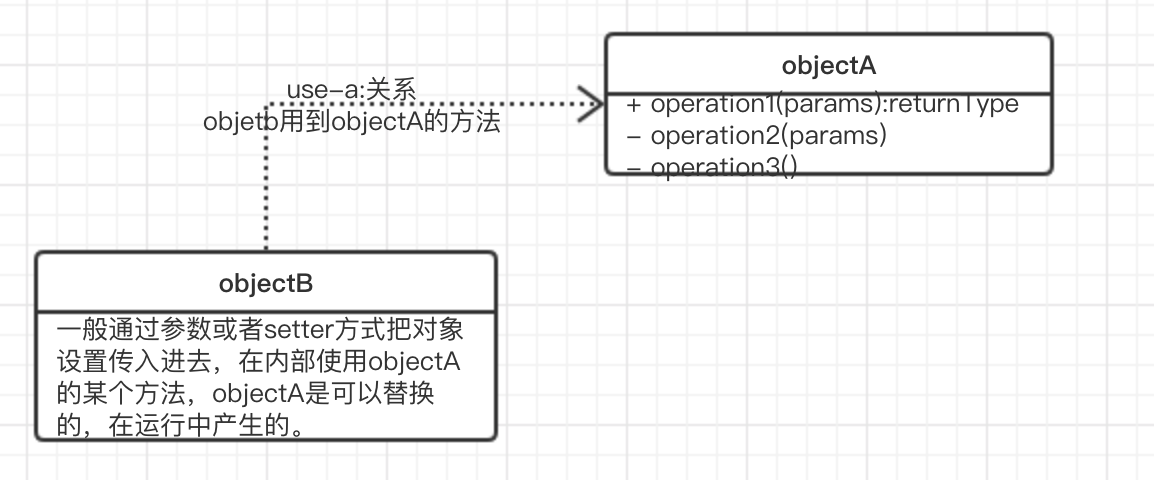 objectA
+ operation1(params):returnType
- operation2(params)
- operation3()
use-a:关系
objetb用到objectA的方法
objectB
一般通过参数或者setter方式把对象
设置传入进去，在内部使用objectA
的某个方法，objectA是可以替换
的，在运行中产生的。